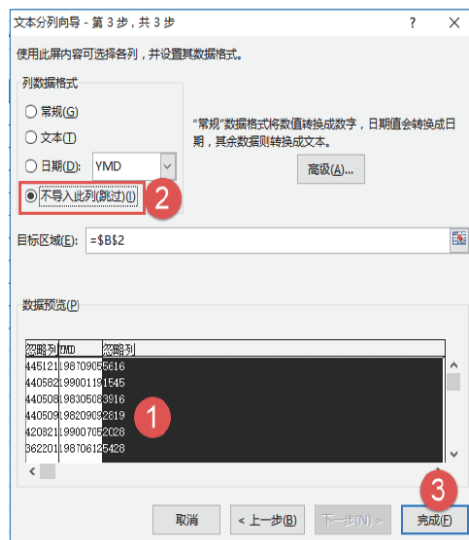 文本分列向导 - 第 3 步，共 3 步 ? ×
使用此屏内容可选择各列，并设置其数据格式。
列数据格式
常规(G)
文本(T)
日期(D): YMD
不导入此列(跳过)(I) 2
“常规”数据格式将数值转换成数字，日期值会转换成日
期，其余数据则转换成文本。
高级(A)...
目标区域(E): =$B$2
数据预览(P)
忽略列 YMD 忽略列
445121 19870905 5616
440582 19900119 1545
440508 19830508 3916
440509 19820909 2819
420821 19900705 2028
362201 19870612 5428
1
3
取消 < 上一步(B) 下一步(N) > 完成(F)